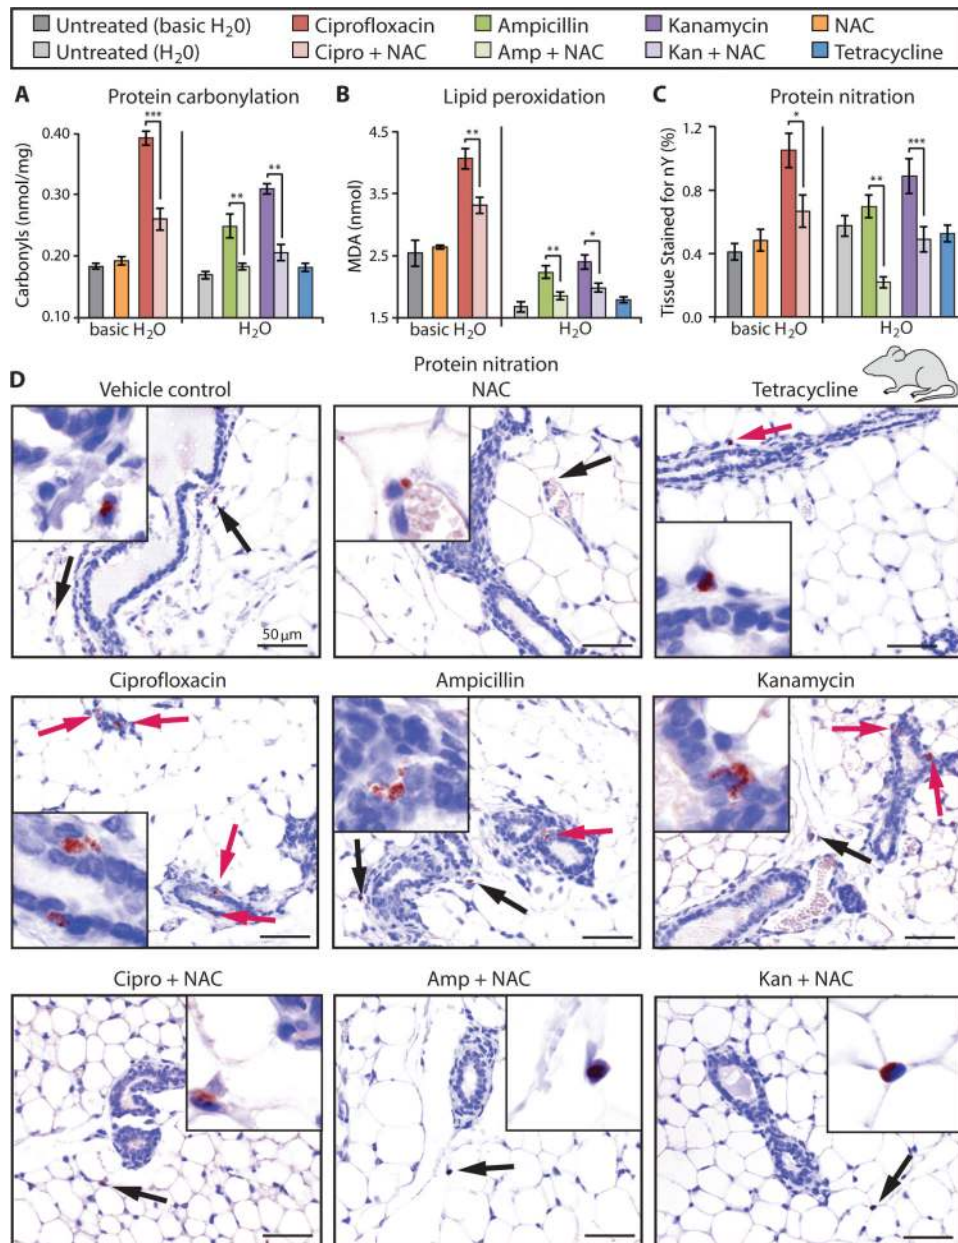 Untreated (basic H₂0) Ciprofloxacin Ampicillin Kanamycin NAC
Untreated (H₂0) Cipro + NAC Amp + NAC Kan + NAC Tetracycline
A Protein carbonylation
Carbonyls (nmol/mg)
0.40
0.30
0.20
0.10
***
**
**
basic H₂O H₂O
B Lipid peroxidation
MDA (nmol)
4.5
3.5
2.5
1.5
**
**
*
basic H₂O H₂O
C Protein nitration
Tissue Stained for nY (%)
1.2
0.8
0.4
0.0
*
**
***
basic H₂O H₂O
D Protein nitration
Vehicle control NAC Tetracycline
50 μm
Ciprofloxacin Ampicillin Kanamycin
Cipro + NAC Amp + NAC Kan + NAC